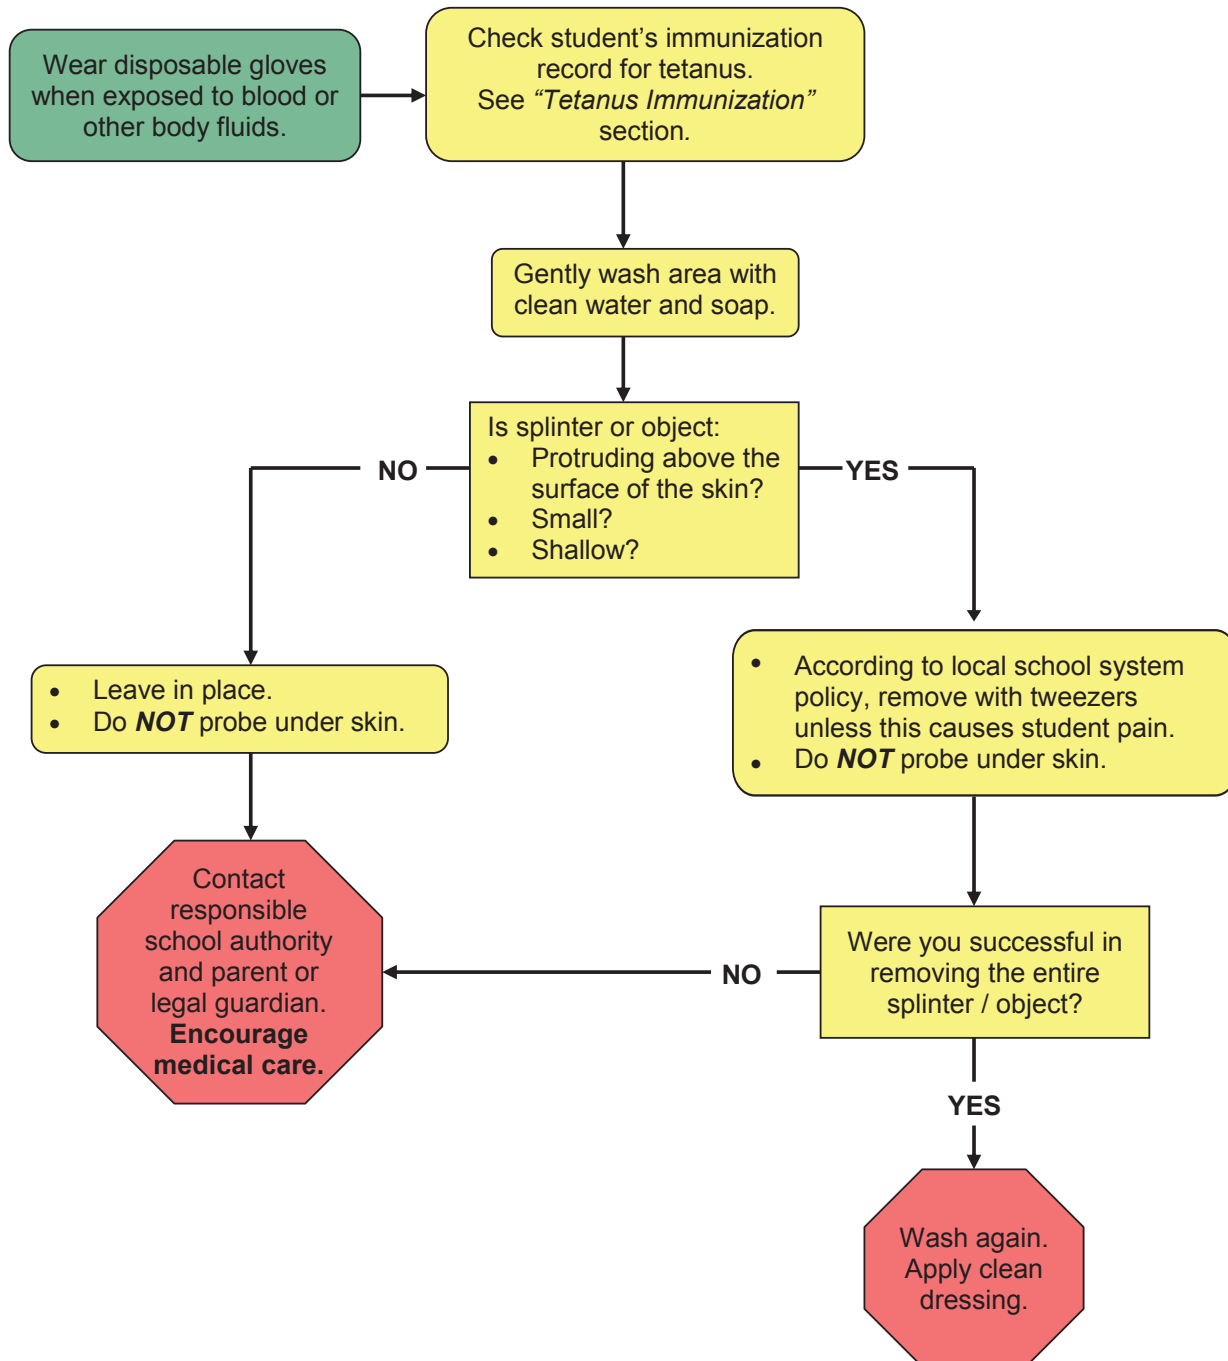 Wear disposable gloves
when exposed to blood or
other body fluids.
Check student’s immunization
record for tetanus.
See “Tetanus Immunization”
section.
Gently wash area with
clean water and soap.
Is splinter or object:
• Protruding above the
surface of the skin?
• Small?
• Shallow?
NO
YES
• Leave in place.
• Do NOT probe under skin.
• According to local school system
policy, remove with tweezers
unless this causes student pain.
• Do NOT probe under skin.
Contact
responsible
school authority
and parent or
legal guardian.
Encourage
medical care.
NO
Were you successful in
removing the entire
splinter / object?
YES
Wash again.
Apply clean
dressing.